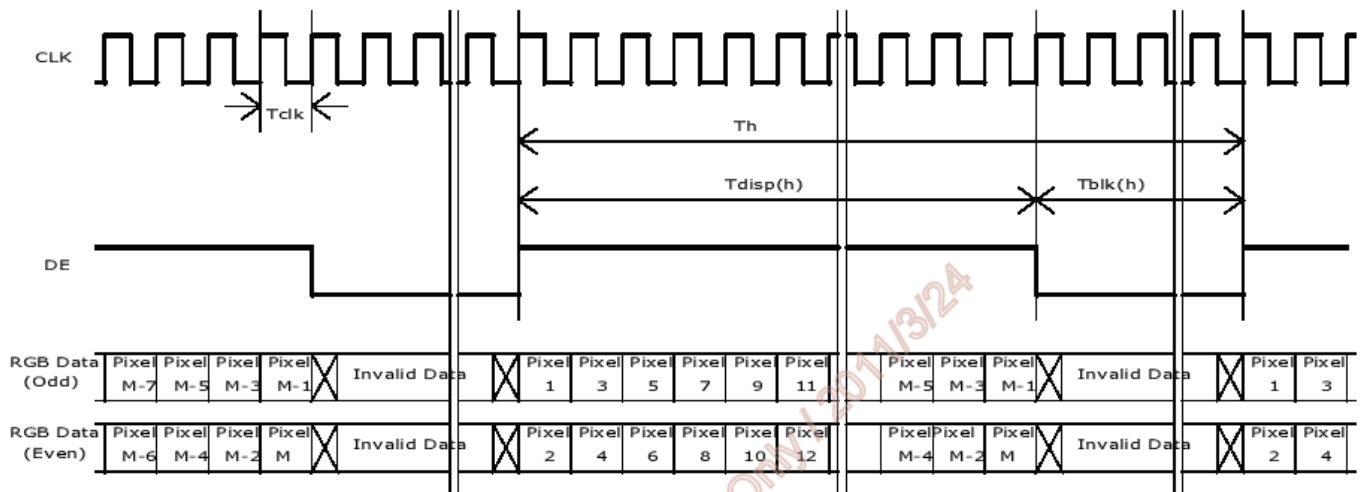 CLK
Tclk
Th
Tdisp(h)
Tblk(h)
DE
RGB Data
(Odd)
Pixel M-7 Pixel M-5 Pixel M-3 Pixel M-1 Invalid Data Pixel 1 Pixel 3 Pixel 5 Pixel 7 Pixel 9 Pixel 11 Pixel M-5 Pixel M-3 Pixel M-1 Invalid Data Pixel 1 Pixel 3
RGB Data
(Even)
Pixel M-6 Pixel M-4 Pixel M-2 Pixel M Invalid Data Pixel 2 Pixel 4 Pixel 6 Pixel 8 Pixel 10 Pixel 12 Pixel M-4 Pixel M-2 Pixel M Invalid Data Pixel 2 Pixel 4
Only / 2011/3/24